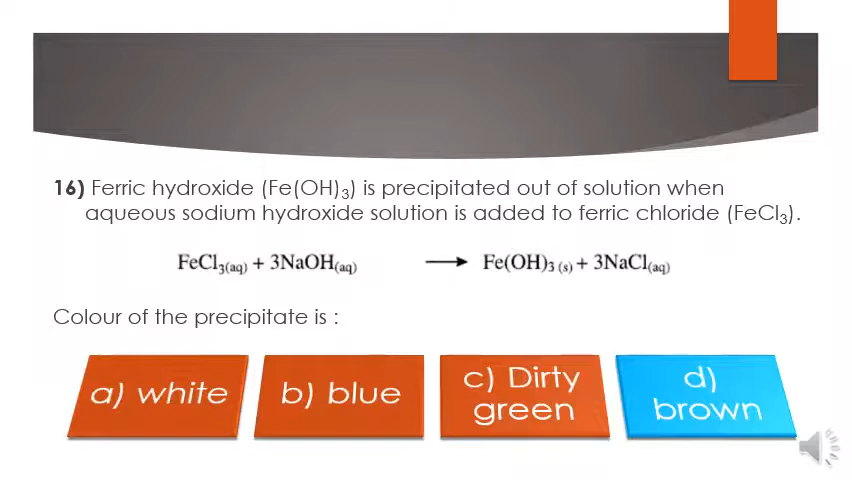 16) Ferric hydroxide (Fe(OH)₃) is precipitated out of solution when
aqueous sodium hydroxide solution is added to ferric chloride (FeCl₃).
FeCl₃(aq) + 3NaOH(aq) ⟶ Fe(OH)₃ (s) + 3NaCl(aq)
Colour of the precipitate is :
a) white
b) blue
c) Dirty
green
d)
brown